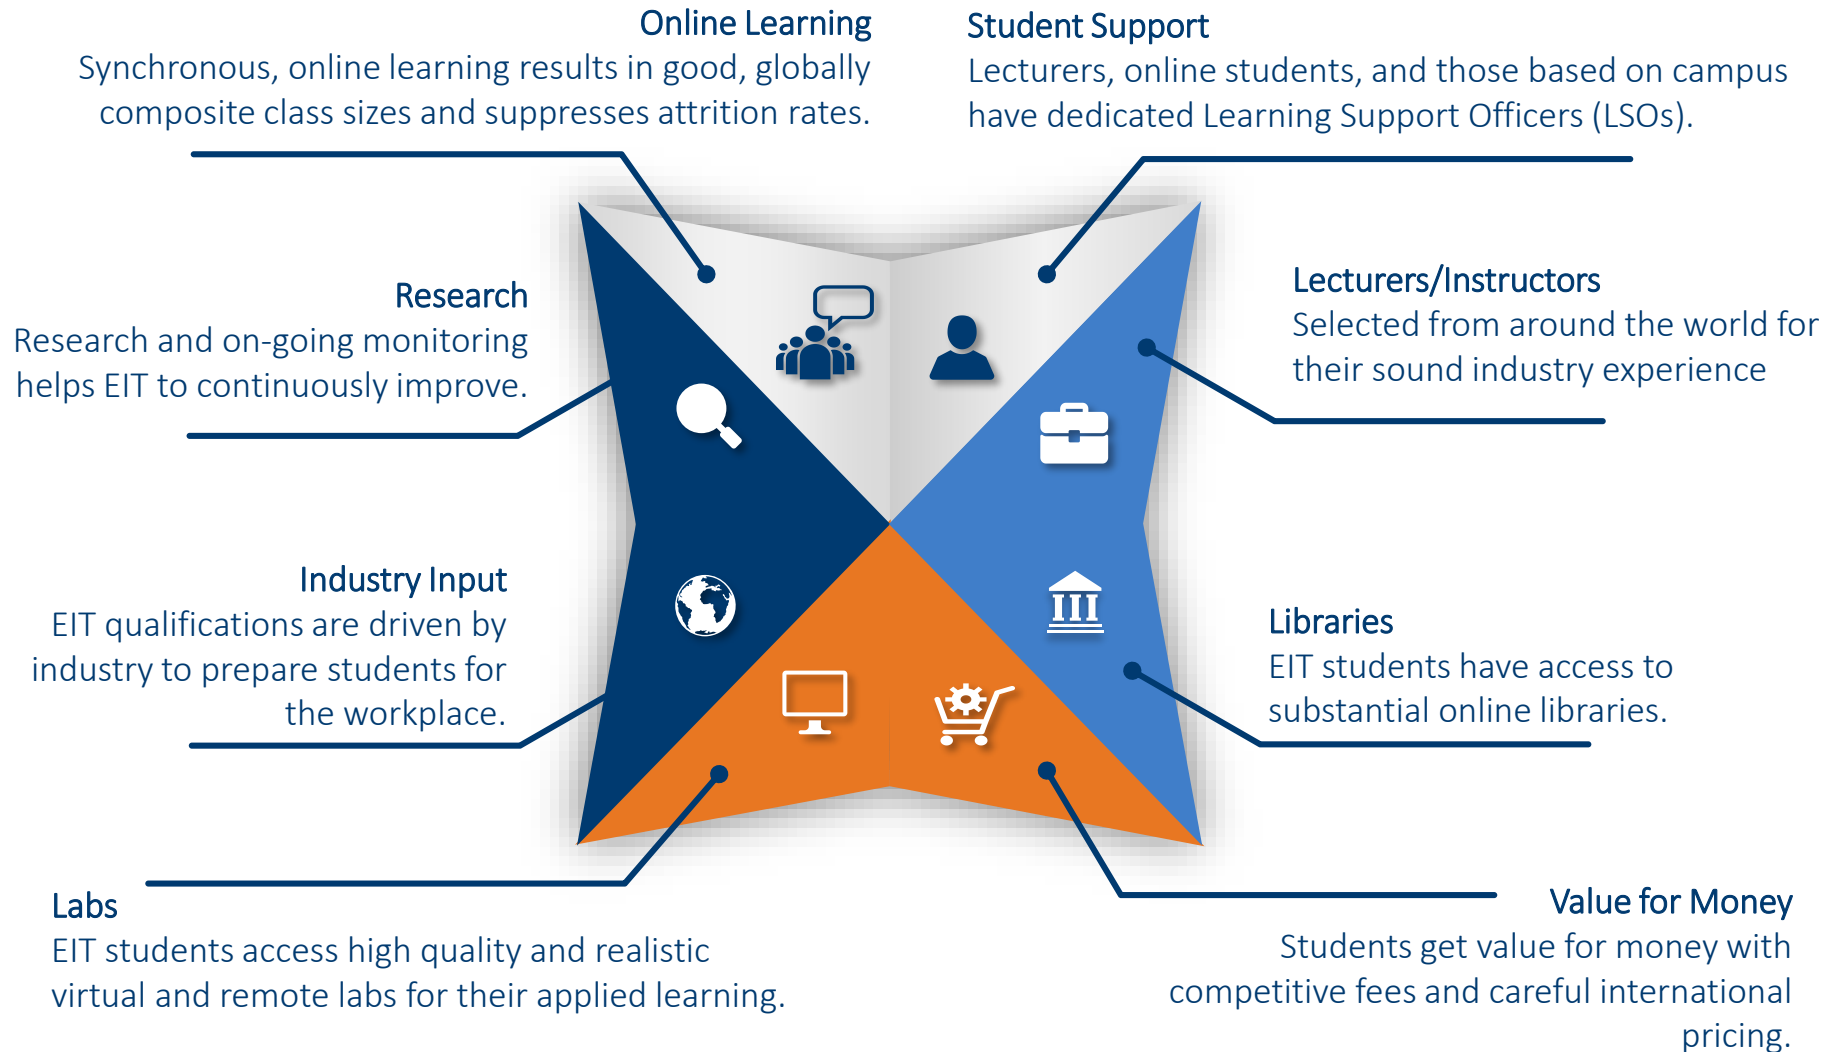 Online Learning
Synchronous, online learning results in good, globally
composite class sizes and suppresses attrition rates.
Student Support
Lecturers, online students, and those based on campus
have dedicated Learning Support Officers (LSOs).
Research
Research and on-going monitoring
helps EIT to continuously improve.
Lecturers/Instructors
Selected from around the world for
their sound industry experience
Industry Input
EIT qualifications are driven by
industry to prepare students for
the workplace.
Libraries
EIT students have access to
substantial online libraries.
Labs
EIT students access high quality and realistic
virtual and remote labs for their applied learning.
Value for Money
Students get value for money with
competitive fees and careful international
pricing.